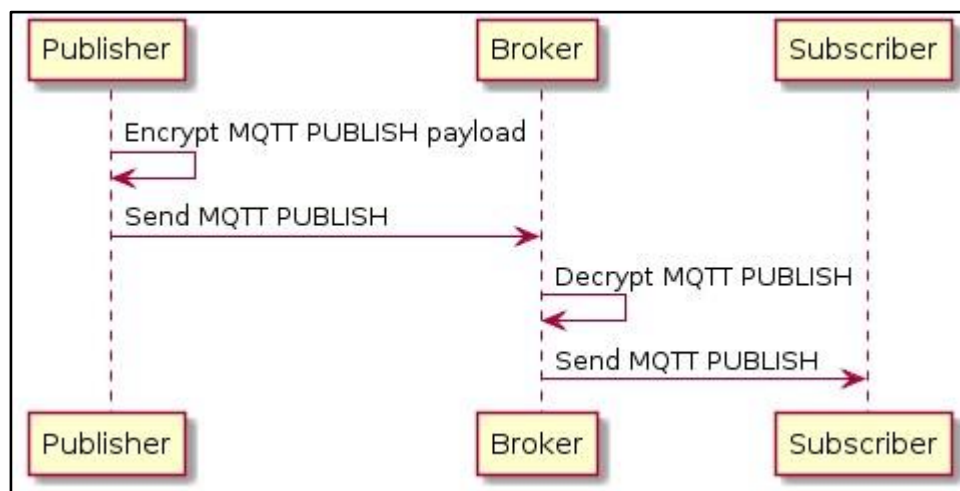 Publisher Broker Subscriber
Encrypt MQTT PUBLISH payload
Send MQTT PUBLISH
Decrypt MQTT PUBLISH
Send MQTT PUBLISH
Publisher Broker Subscriber